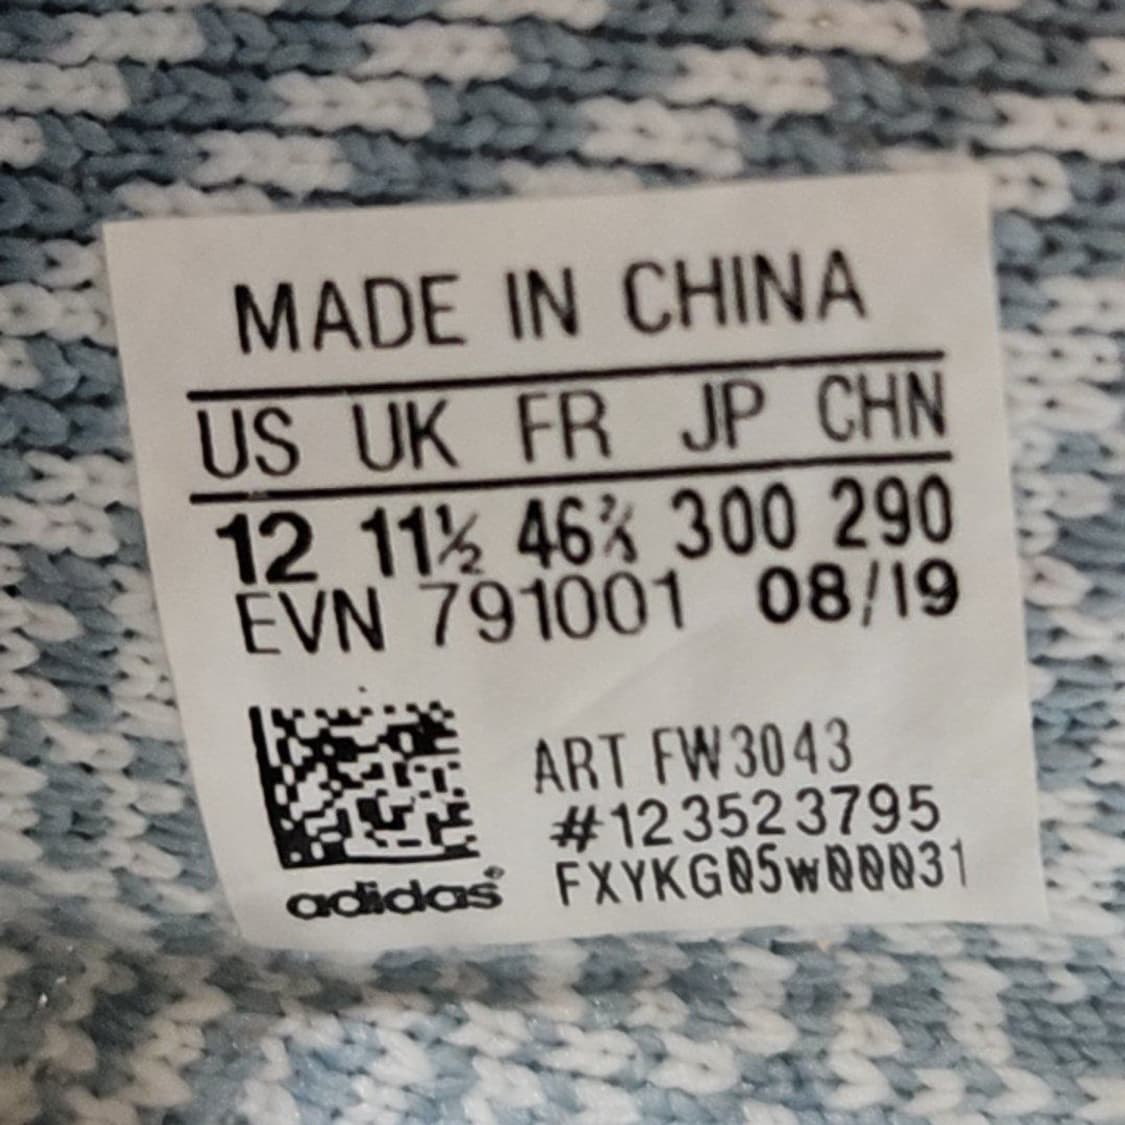 MADE IN CHINA
US UK FR JP CHN
12 11½ 46⅔ 300 290
EVN 791001 08/19
ART FW3043
#123523795
FXYKG05w00031
adidas®